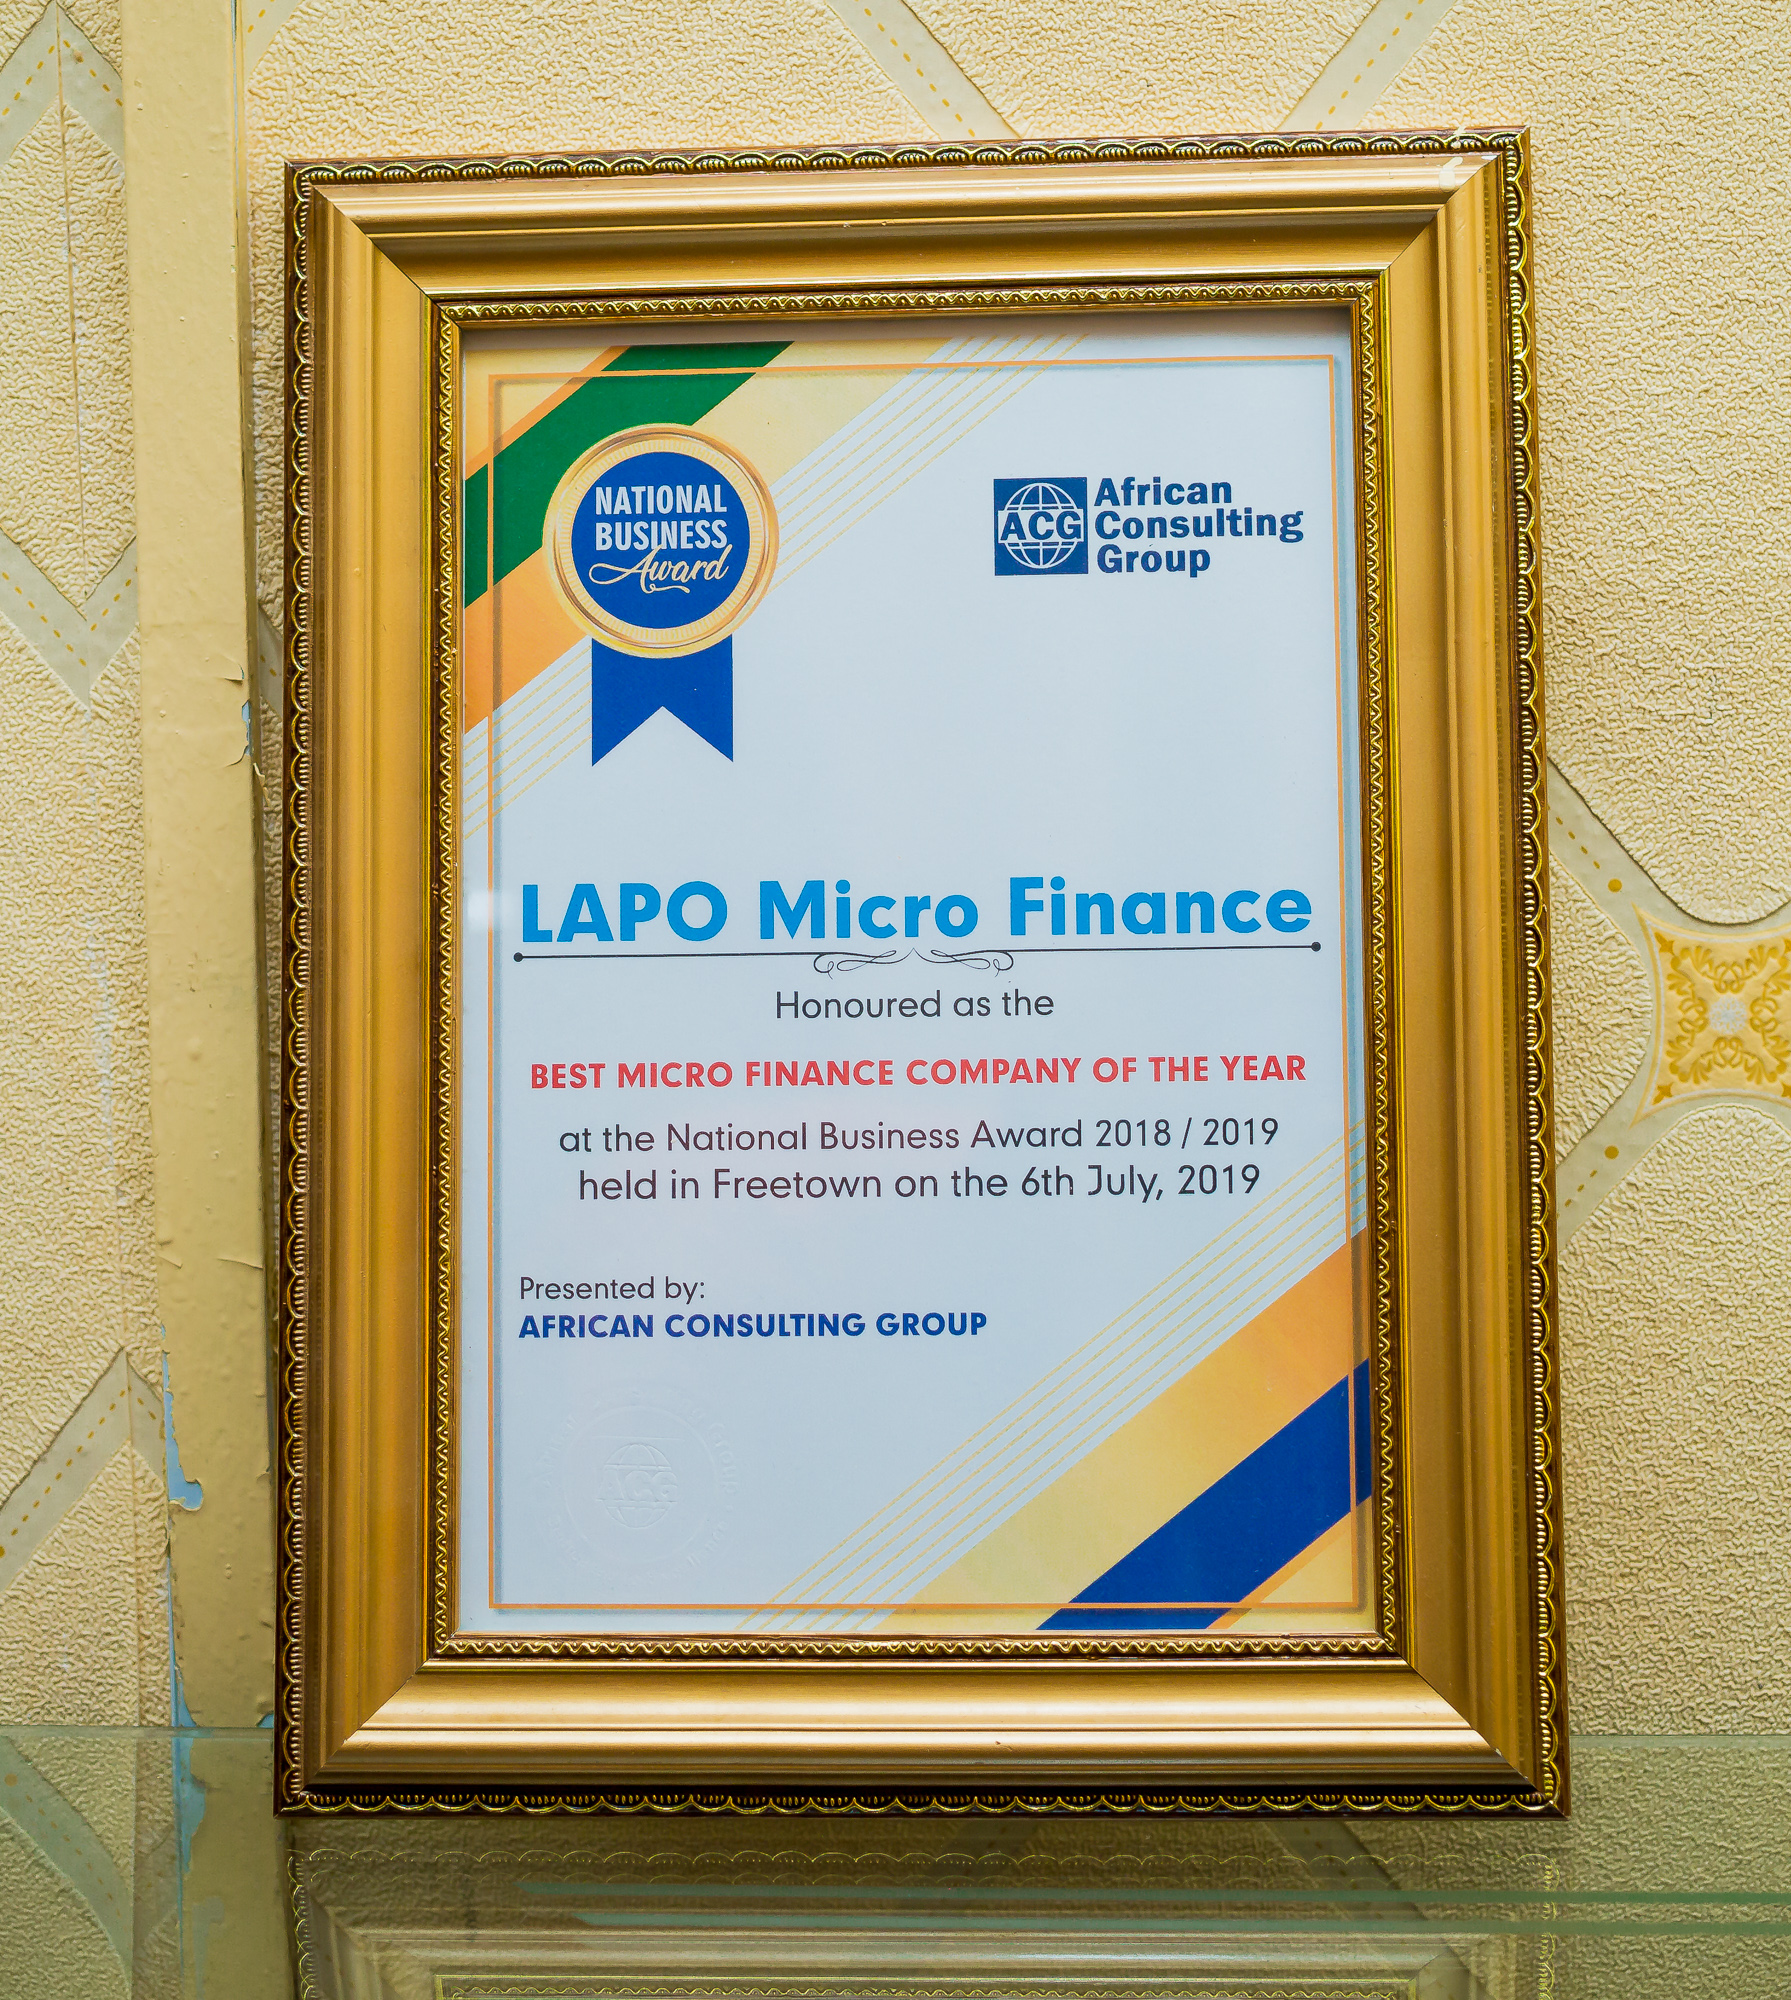 NATIONAL
BUSINESS
Award
ACG
African
Consulting
Group
LAPO Micro Finance
Honoured as the
BEST MICRO FINANCE COMPANY OF THE YEAR
at the National Business Award 2018 / 2019
held in Freetown on the 6th July, 2019
Presented by:
AFRICAN CONSULTING GROUP
ACG